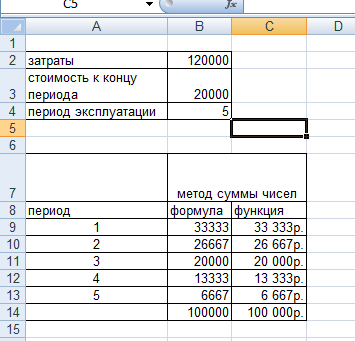 C5
A B C D
1
2 затраты 120000
стоимость к концу
3 периода 20000
4 период эксплуатации 5
5
6
7 метод суммы чисел
8 период формула функция
9 1 33333 33 333р.
10 2 26667 26 667р.
11 3 20000 20 000р.
12 4 13333 13 333р.
13 5 6667 6 667р.
14 100000 100 000р.
15